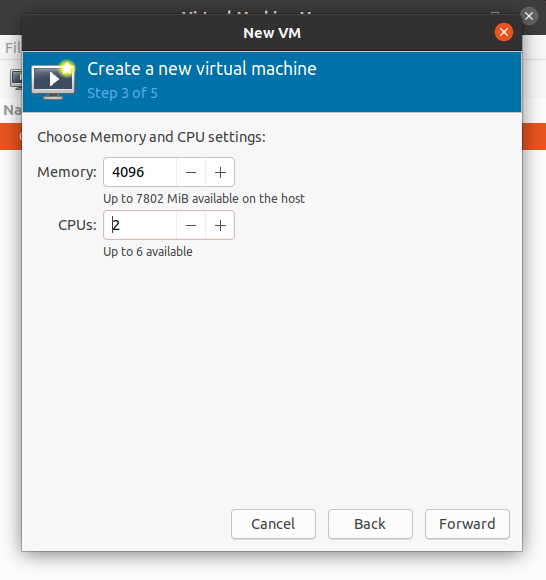 New VM
Create a new virtual machine
Step 3 of 5
Choose Memory and CPU settings:
Memory: 4096
Up to 7802 MiB available on the host
CPUs: 2
Up to 6 available
Cancel Back Forward